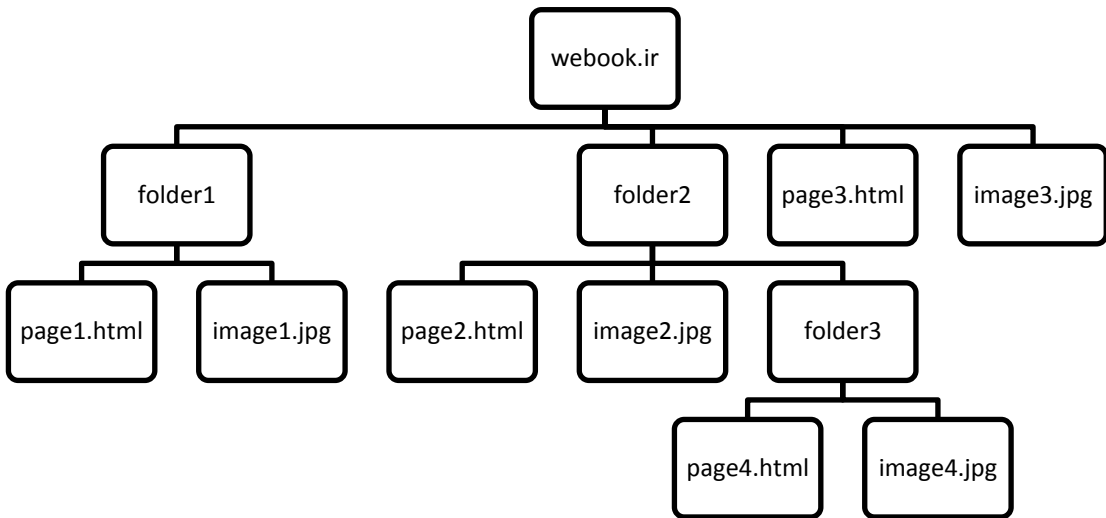 webook.ir
folder1
folder2
page3.html
image3.jpg
page1.html
image1.jpg
page2.html
image2.jpg
folder3
page4.html
image4.jpg